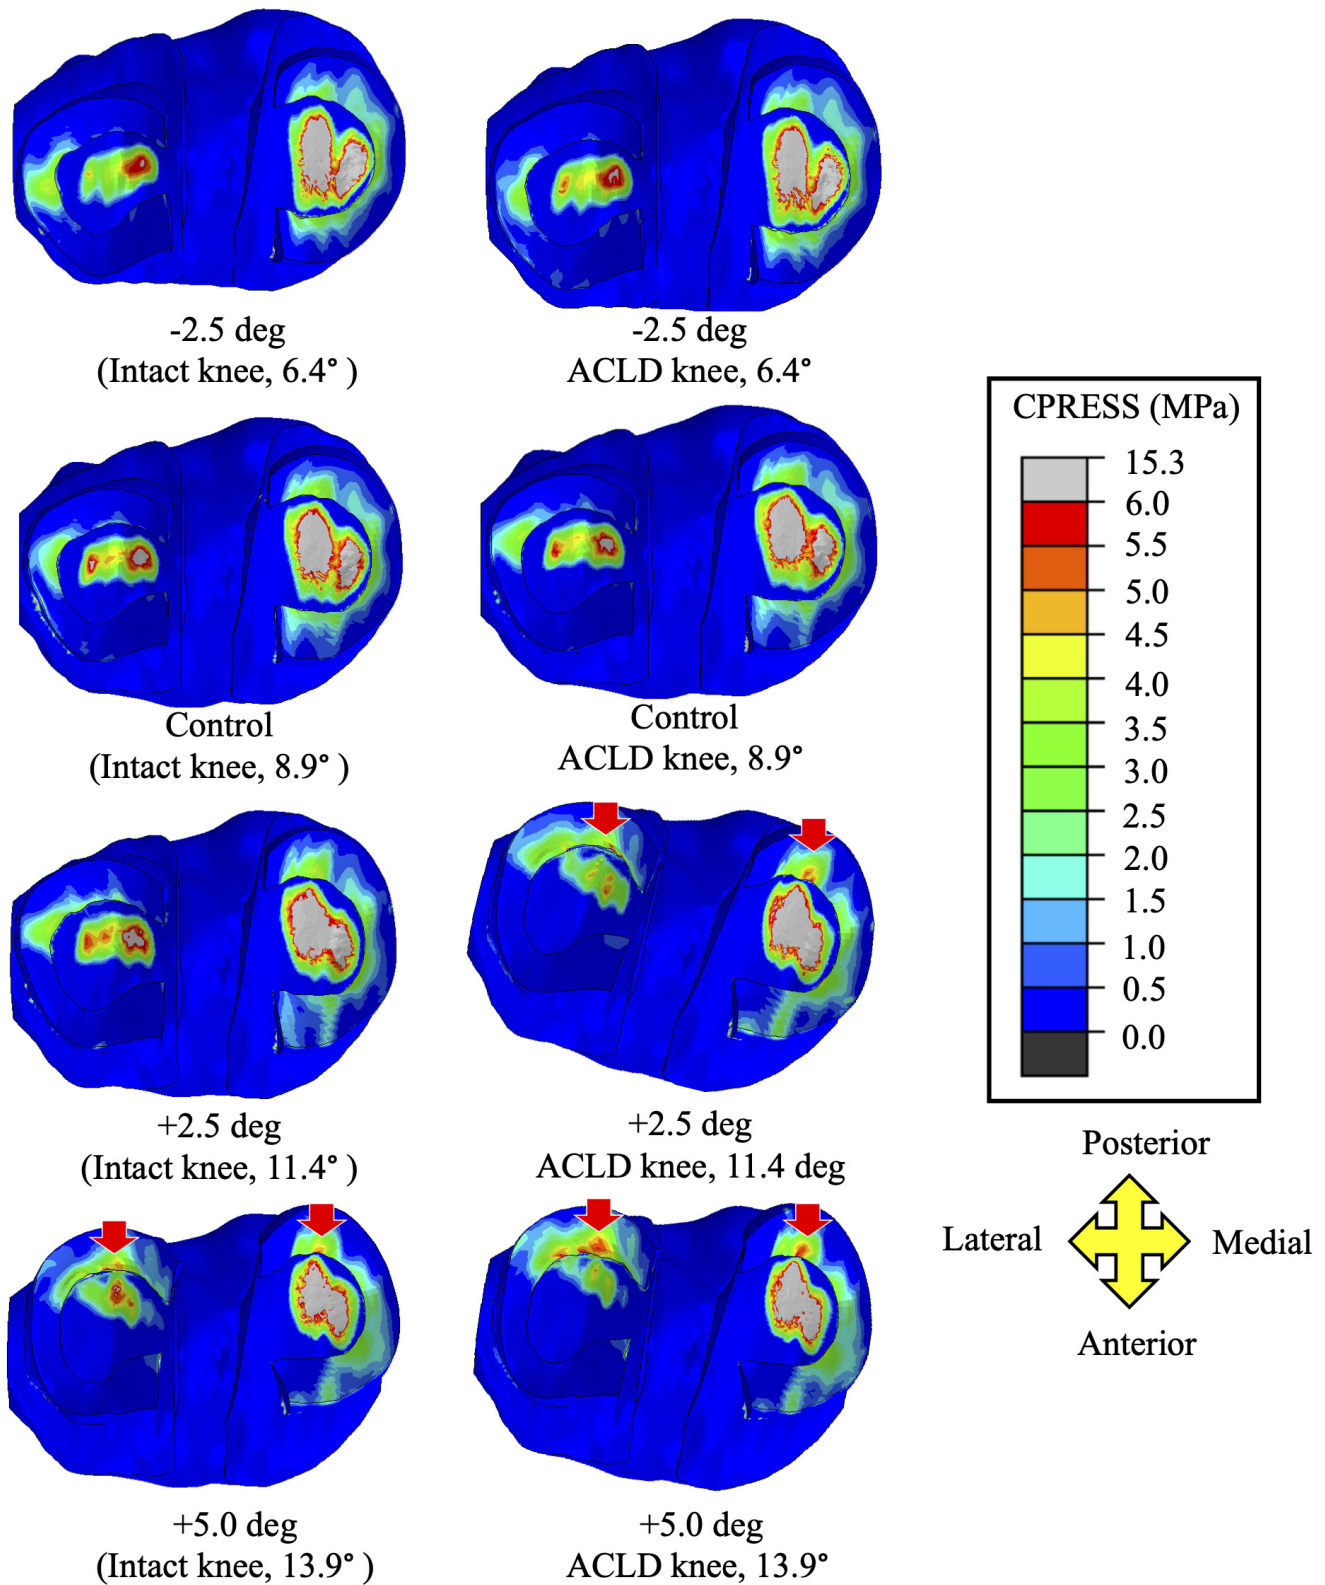 -2.5 deg
(Intact knee, 6.4° )
-2.5 deg
ACLD knee, 6.4°
Control
(Intact knee, 8.9° )
Control
ACLD knee, 8.9°
+2.5 deg
(Intact knee, 11.4° )
+2.5 deg
ACLD knee, 11.4 deg
+5.0 deg
(Intact knee, 13.9° )
+5.0 deg
ACLD knee, 13.9°
CPRESS (MPa)
15.3
6.0
5.5
5.0
4.5
4.0
3.5
3.0
2.5
2.0
1.5
1.0
0.5
0.0
Posterior
Lateral
Medial
Anterior